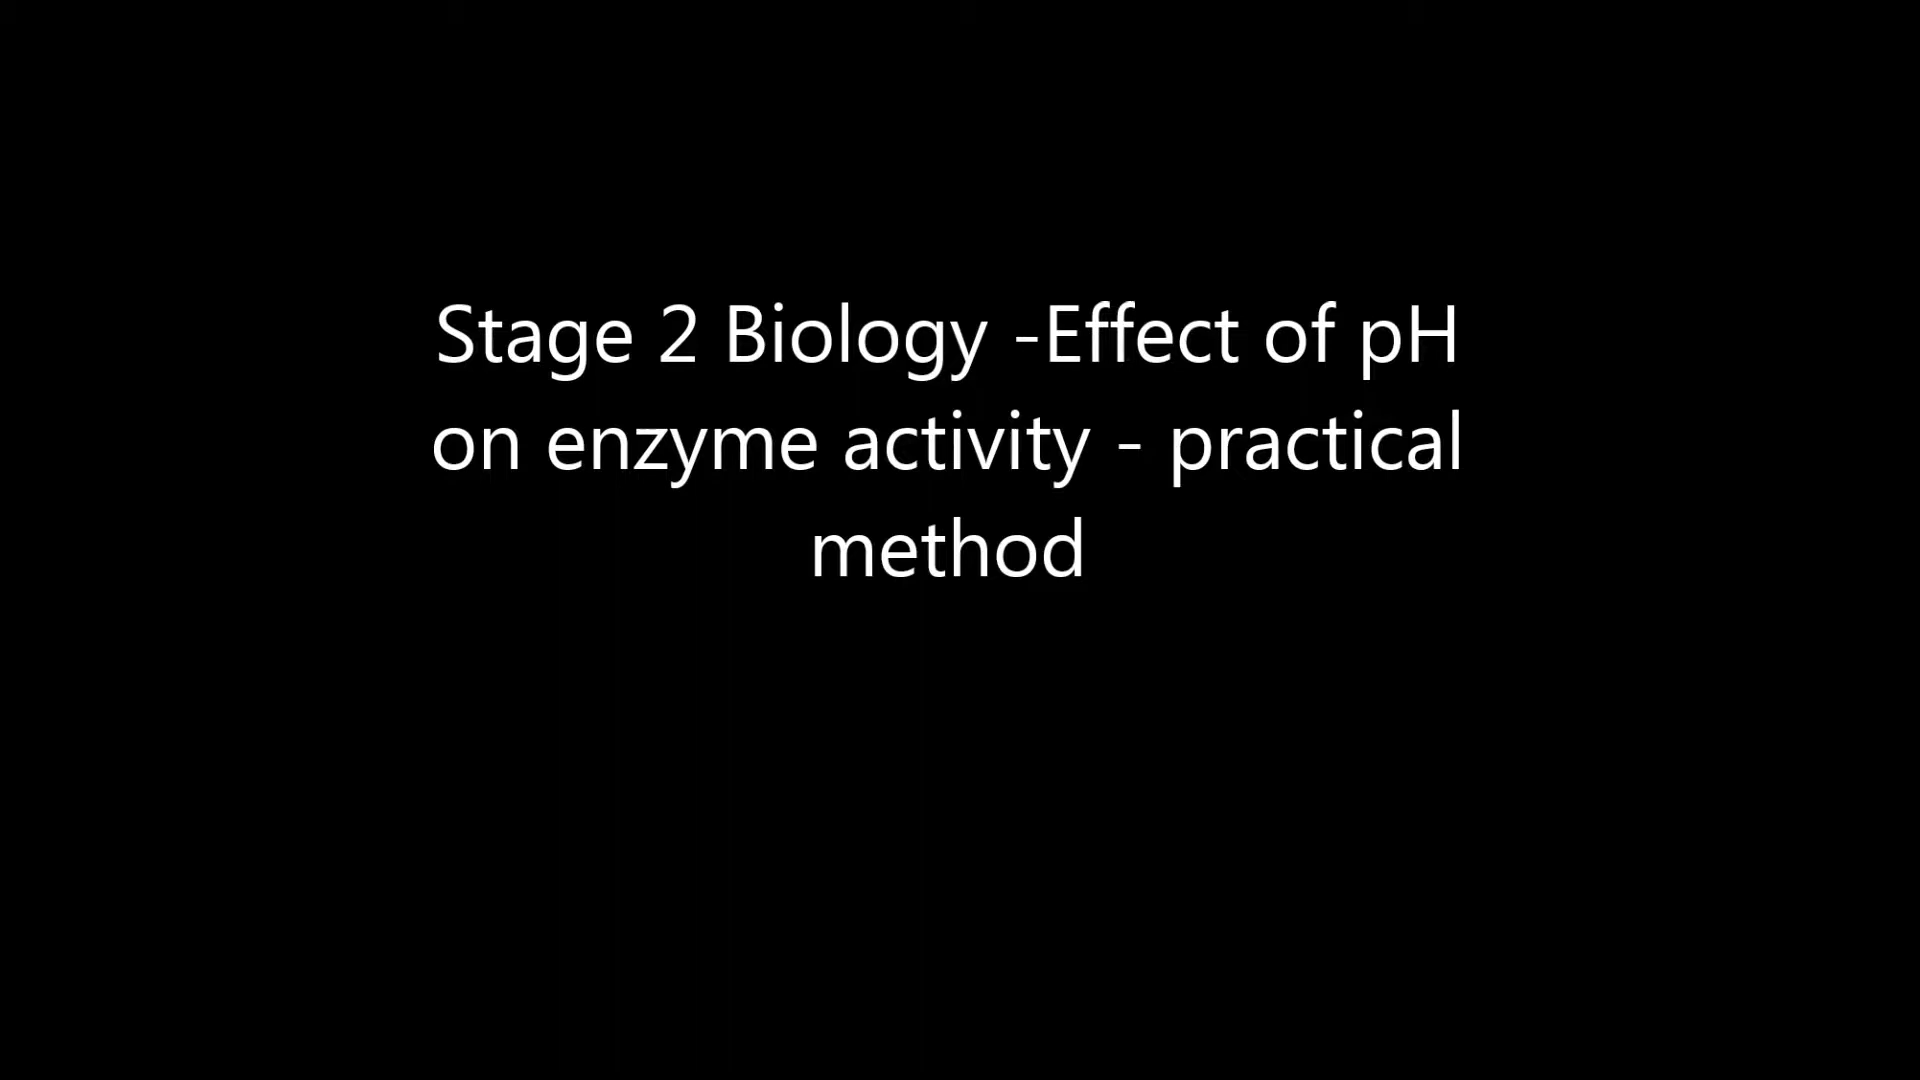 Stage 2 Biology -Effect of pH
on enzyme activity - practical
method